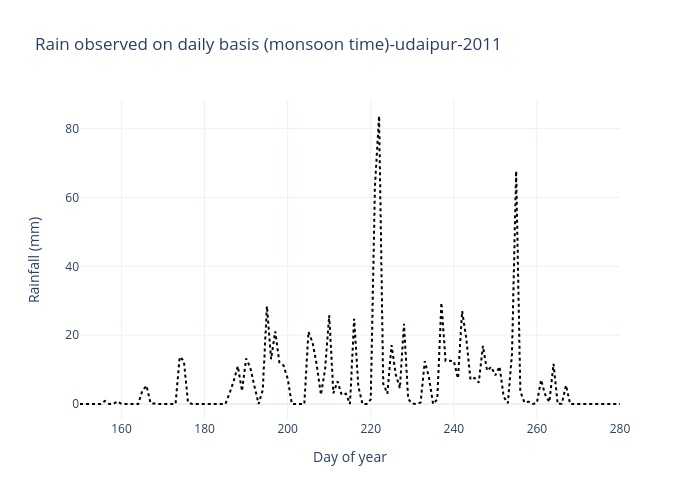 Rain observed on daily basis (monsoon time)-udaipur-2011
80
60
40
20
0
Rainfall (mm)
160 180 200 220 240 260 280
Day of year